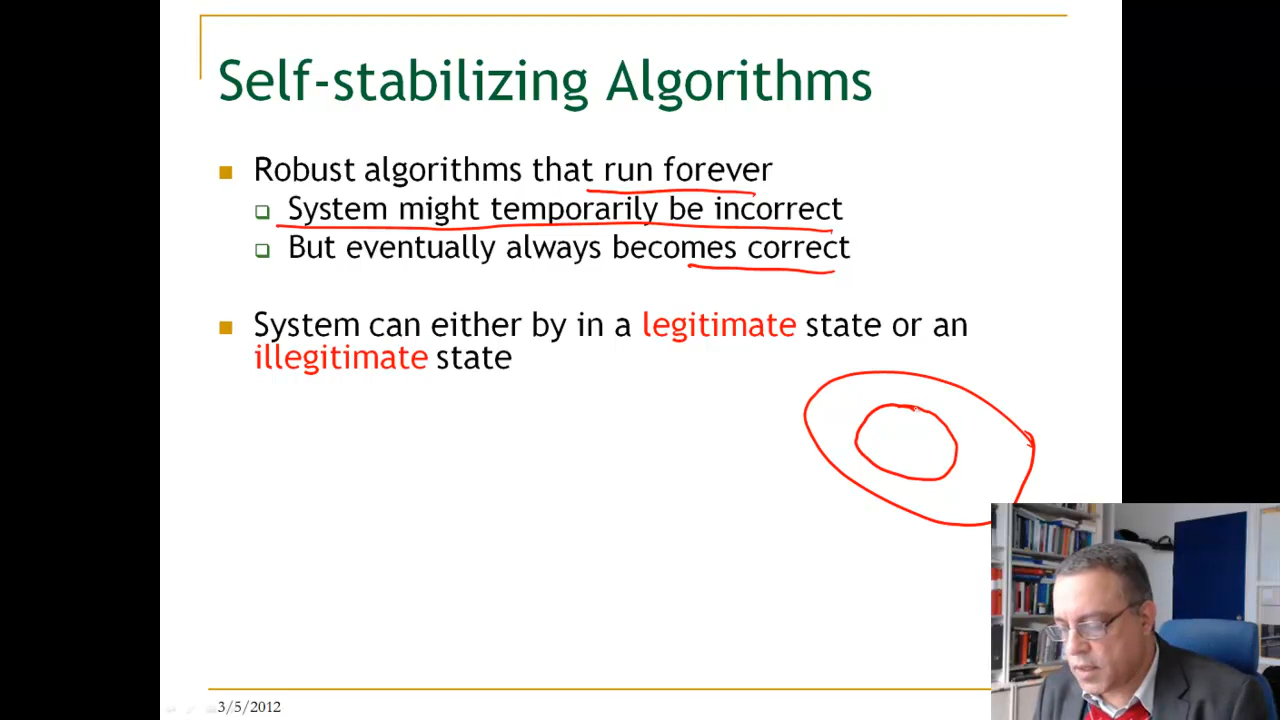 Self-stabilizing Algorithms
Robust algorithms that run forever
System might temporarily be incorrect
But eventually always becomes correct
System can either by in a legitimate state or an
illegitimate state
3/5/2012